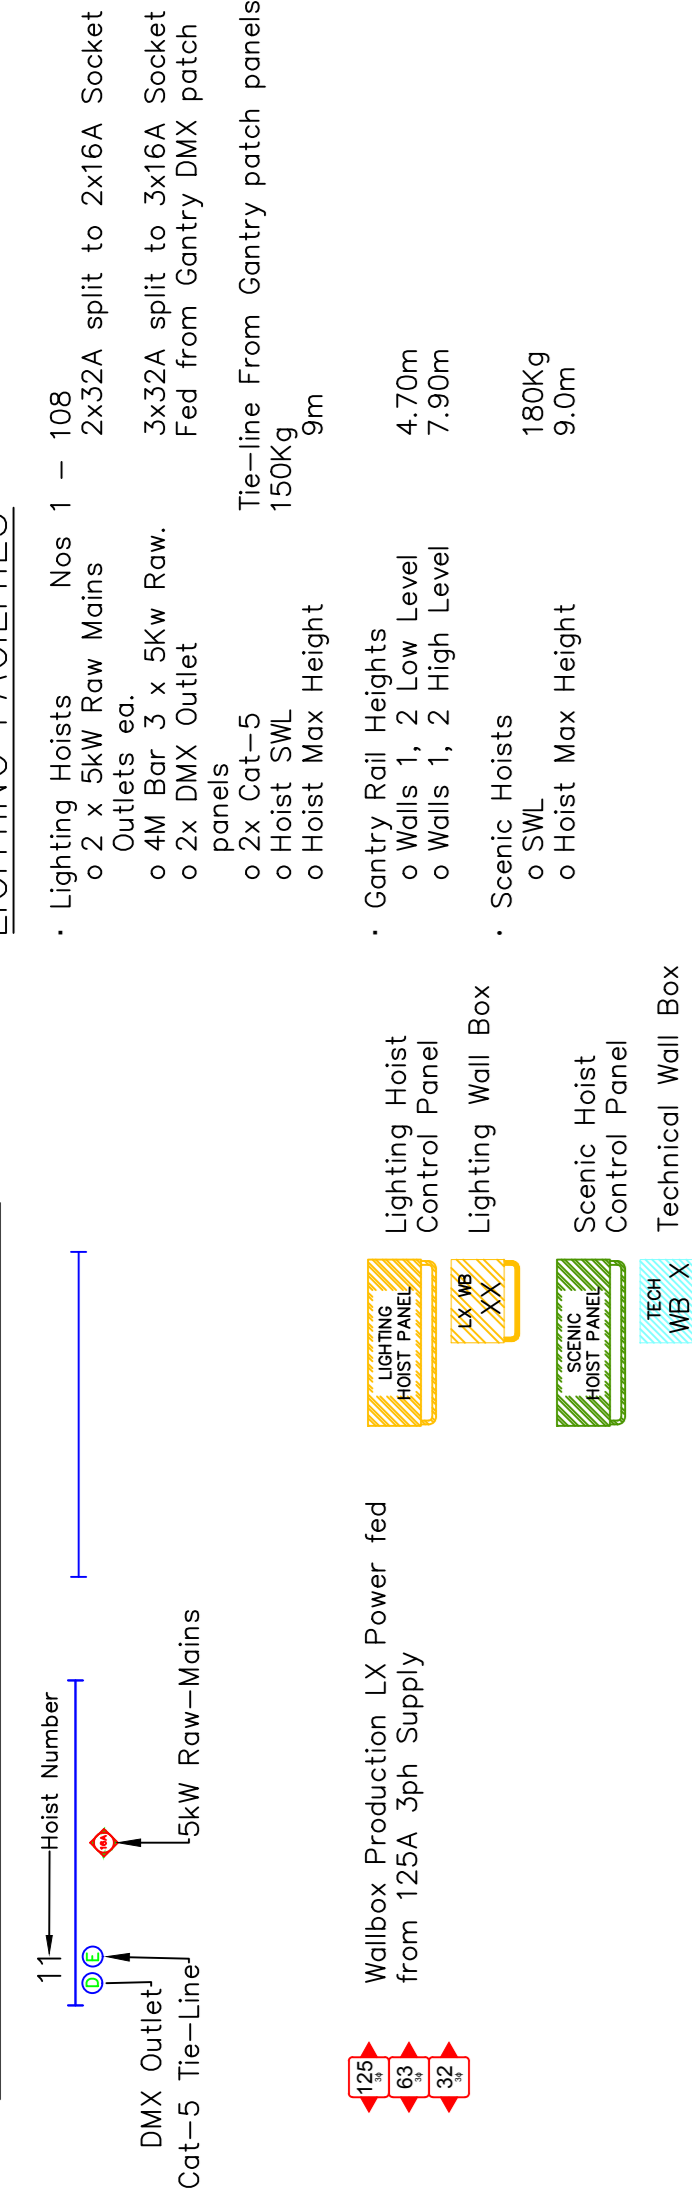 11
Hoist Number
16A
D E
DMX Outlet
Cat-5 Tie-Line
5kW Raw-Mains
125 3ϕ
63 3ϕ
32 3ϕ
Wallbox Production LX Power fed
from 125A 3ph Supply
LIGHTING
HOIST PANEL
Lighting Hoist
Control Panel
LX WB
XX
Lighting Wall Box
SCENIC
HOIST PANEL
Scenic Hoist
Control Panel
TECH
WB X
Technical Wall Box
· Lighting Hoists Nos 1 - 108
o 2 x 5kW Raw Mains 2x32A split to 2x16A Socket
Outlets ea.
o 4M Bar 3 x 5Kw Raw. 3x32A split to 3x16A Socket
o 2x DMX Outlet Fed from Gantry DMX patch
panels
o 2x Cat-5 Tie-line From Gantry patch panels
o Hoist SWL 150Kg
o Hoist Max Height 9m
· Gantry Rail Heights
o Walls 1, 2 Low Level 4.70m
o Walls 1, 2 High Level 7.90m
· Scenic Hoists
o SWL 180Kg
o Hoist Max Height 9.0m